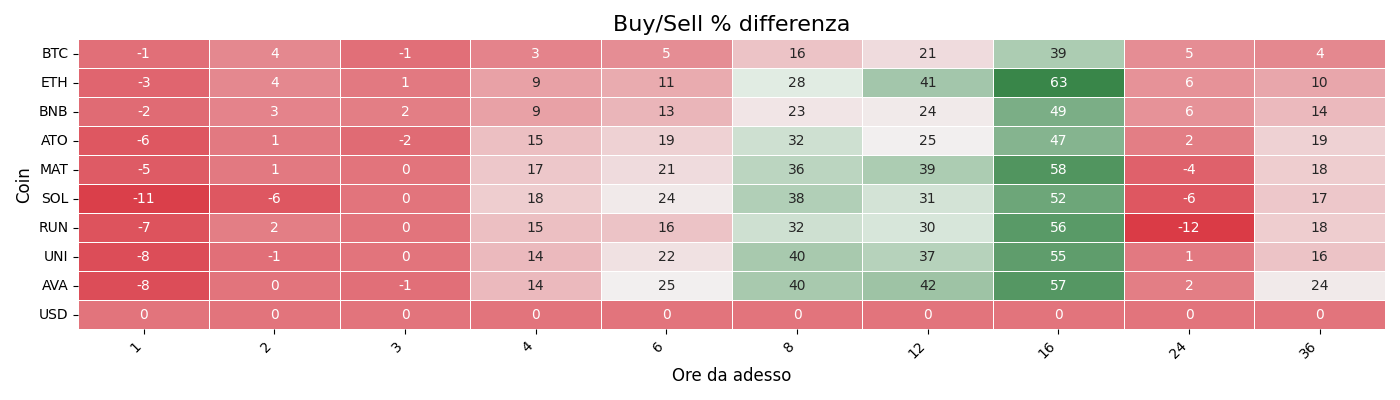 Buy/Sell % differenza
Coin
BTC -1 4 -1 3 5 16 21 39 5 4
ETH -3 4 1 9 11 28 41 63 6 10
BNB -2 3 2 9 13 23 24 49 6 14
ATO -6 1 -2 15 19 32 25 47 2 19
MAT -5 1 0 17 21 36 39 58 -4 18
SOL -11 -6 0 18 24 38 31 52 -6 17
RUN -7 2 0 15 16 32 30 56 -12 18
UNI -8 -1 0 14 22 40 37 55 1 16
AVA -8 0 -1 14 25 40 42 57 2 24
USD 0 0 0 0 0 0 0 0 0 0
1 2 3 4 6 8 12 16 24 36
Ore da adesso